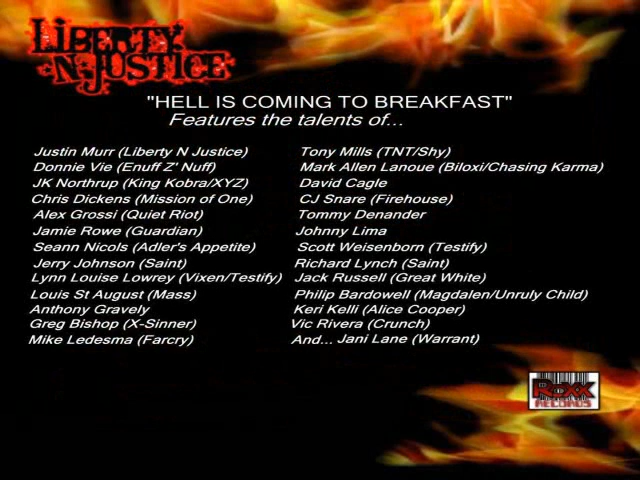 LIBERTY
-N-JUSTICE
"HELL IS COMING TO BREAKFAST"
Features the talents of...
Justin Murr (Liberty N Justice)
Donnie Vie (Enuff Z' Nuff)
JK Northrup (King Kobra/XYZ)
Chris Dickens (Mission of One)
Alex Grossi (Quiet Riot)
Jamie Rowe (Guardian)
Seann Nicols (Adler's Appetite)
Jerry Johnson (Saint)
Lynn Louise Lowrey (Vixen/Testify)
Louis St August (Mass)
Anthony Gravely
Greg Bishop (X-Sinner)
Mike Ledesma (Farcry)
Tony Mills (TNT/Shy)
Mark Allen Lanoue (Biloxi/Chasing Karma)
David Cagle
CJ Snare (Firehouse)
Tommy Denander
Johnny Lima
Scott Weisenborn (Testify)
Richard Lynch (Saint)
Jack Russell (Great White)
Philip Bardowell (Magdalen/Unruly Child)
Keri Kelli (Alice Cooper)
Vic Rivera (Crunch)
And... Jani Lane (Warrant)
Roxx
RECORDS